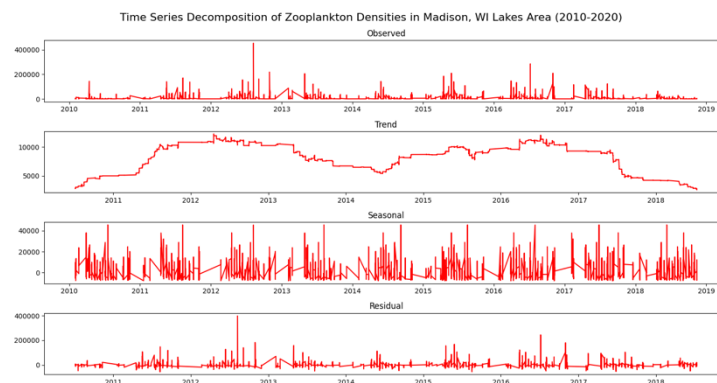 Time Series Decomposition of Zooplankton Densities in Madison, WI Lakes Area (2010-2020)
Observed
400000
200000
0
2010 2011 2012 2013 2014 2015 2016 2017 2018 2019
Trend
10000
5000
2011 2012 2013 2014 2015 2016 2017 2018
Seasonal
40000
20000
0
2010 2011 2012 2013 2014 2015 2016 2017 2018 2019
Residual
400000
200000
0
2011 2012 2013 2014 2015 2016 2017 2018